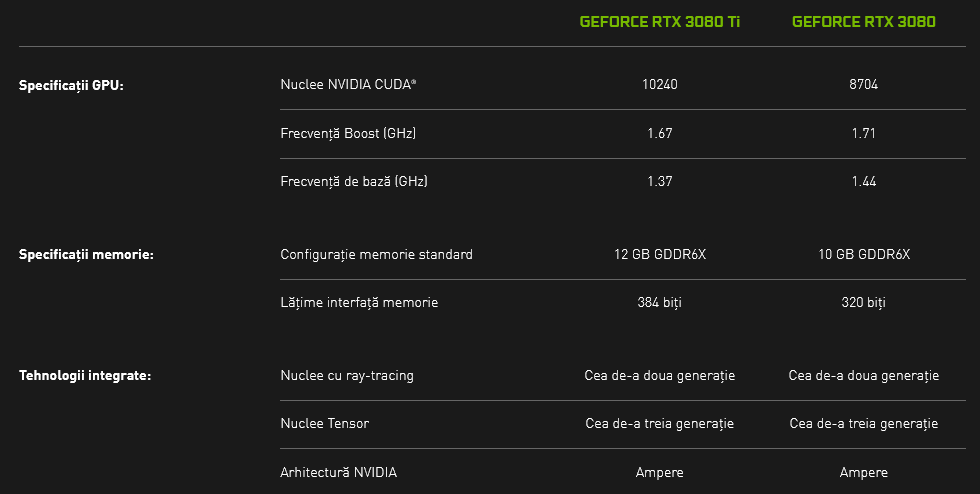 GEFORCE RTX 3080 Ti GEFORCE RTX 3080
Specificații GPU: Nuclee NVIDIA CUDA® 10240 8704
Frecvență Boost (GHz) 1.67 1.71
Frecvență de bază (GHz) 1.37 1.44
Specificații memorie: Configurație memorie standard 12 GB GDDR6X 10 GB GDDR6X
Lățime interfață memorie 384 biți 320 biți
Tehnologii integrate: Nuclee cu ray-tracing Cea de-a doua generație Cea de-a doua generație
Nuclee Tensor Cea de-a treia generație Cea de-a treia generație
Arhitectură NVIDIA Ampere Ampere